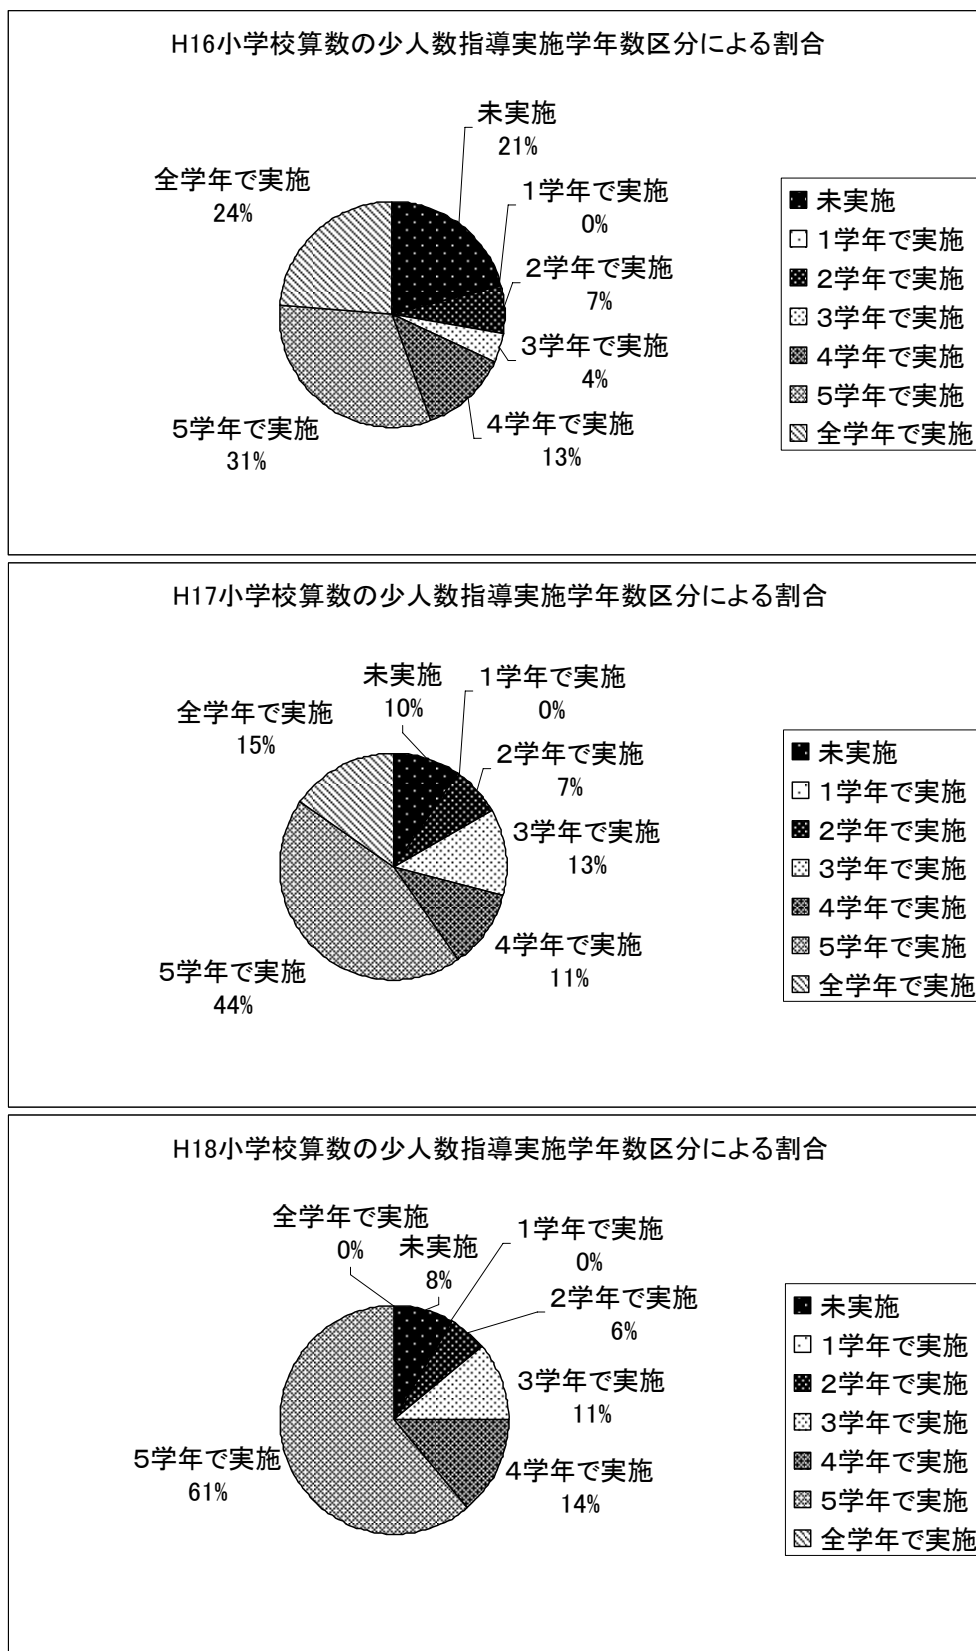 H16小学校算数の少人数指導実施学年数区分による割合
未実施
21%
1学年で実施
0%
2学年で実施
7%
3学年で実施
4%
4学年で実施
13%
5学年で実施
31%
全学年で実施
24%
未実施
1学年で実施
2学年で実施
3学年で実施
4学年で実施
5学年で実施
全学年で実施
H17小学校算数の少人数指導実施学年数区分による割合
未実施
10%
1学年で実施
0%
2学年で実施
7%
3学年で実施
13%
4学年で実施
11%
5学年で実施
44%
全学年で実施
15%
未実施
1学年で実施
2学年で実施
3学年で実施
4学年で実施
5学年で実施
全学年で実施
H18小学校算数の少人数指導実施学年数区分による割合
全学年で実施
0%
未実施
8%
1学年で実施
0%
2学年で実施
6%
3学年で実施
11%
4学年で実施
14%
5学年で実施
61%
未実施
1学年で実施
2学年で実施
3学年で実施
4学年で実施
5学年で実施
全学年で実施